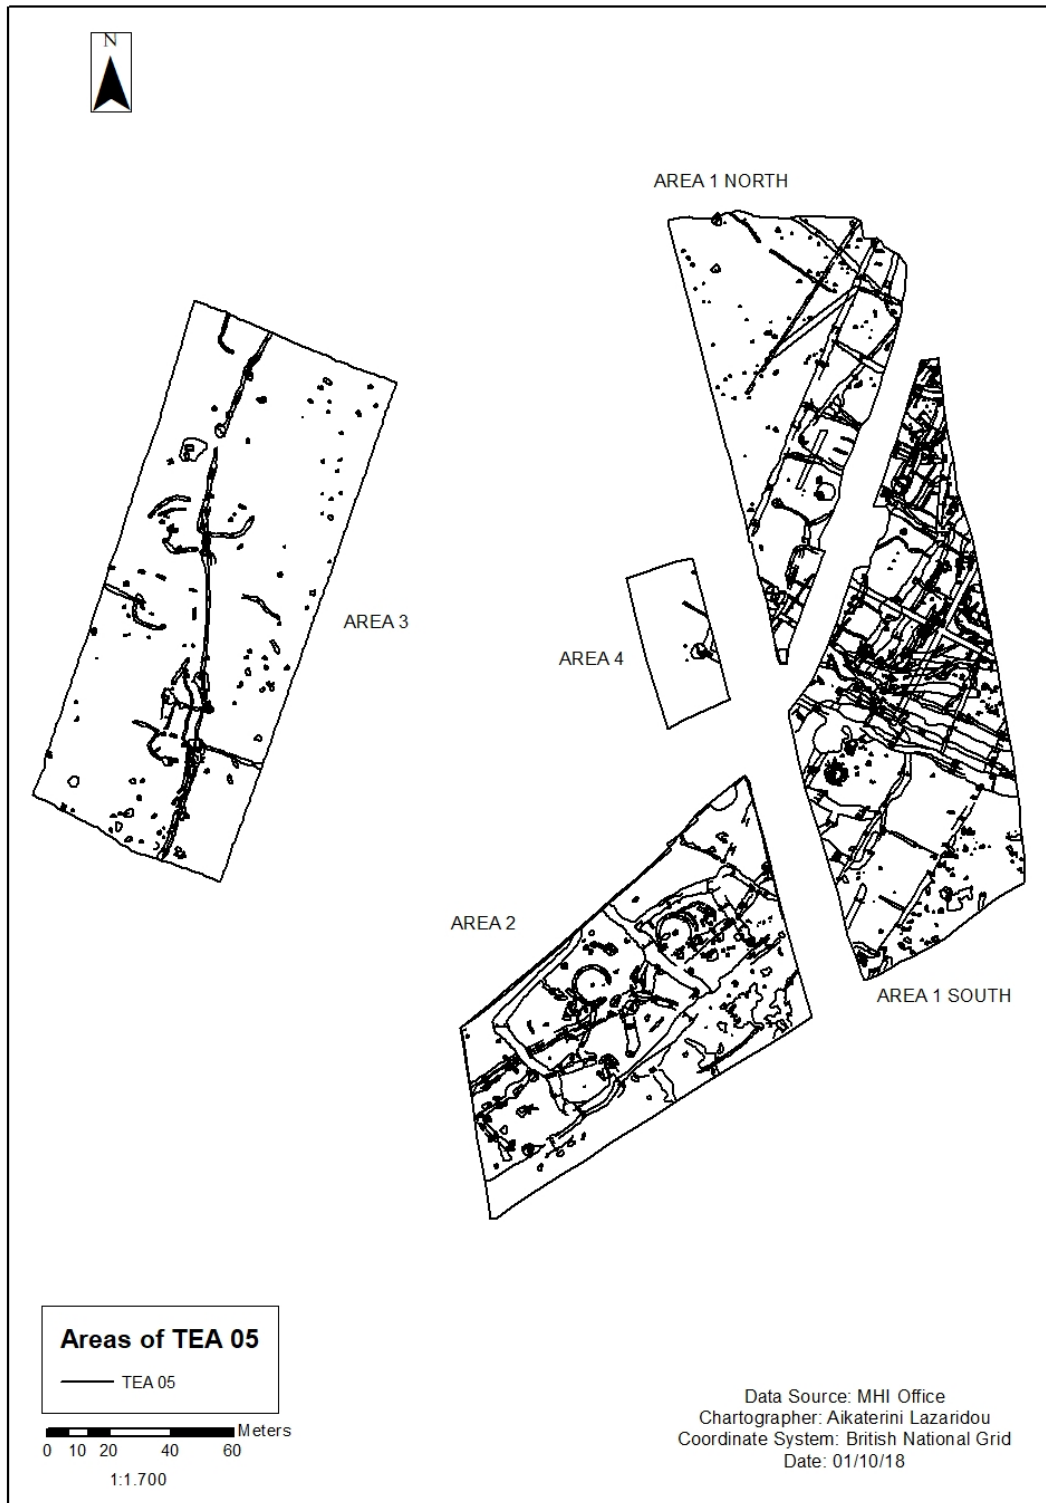 N
AREA 1 NORTH
AREA 3
AREA 4
AREA 2
AREA 1 SOUTH
Areas of TEA 05
TEA 05
Meters
0 10 20 40 60
1:1.700
Data Source: MHI Office
Chartographer: Aikaterini Lazaridou
Coordinate System: British National Grid
Date: 01/10/18